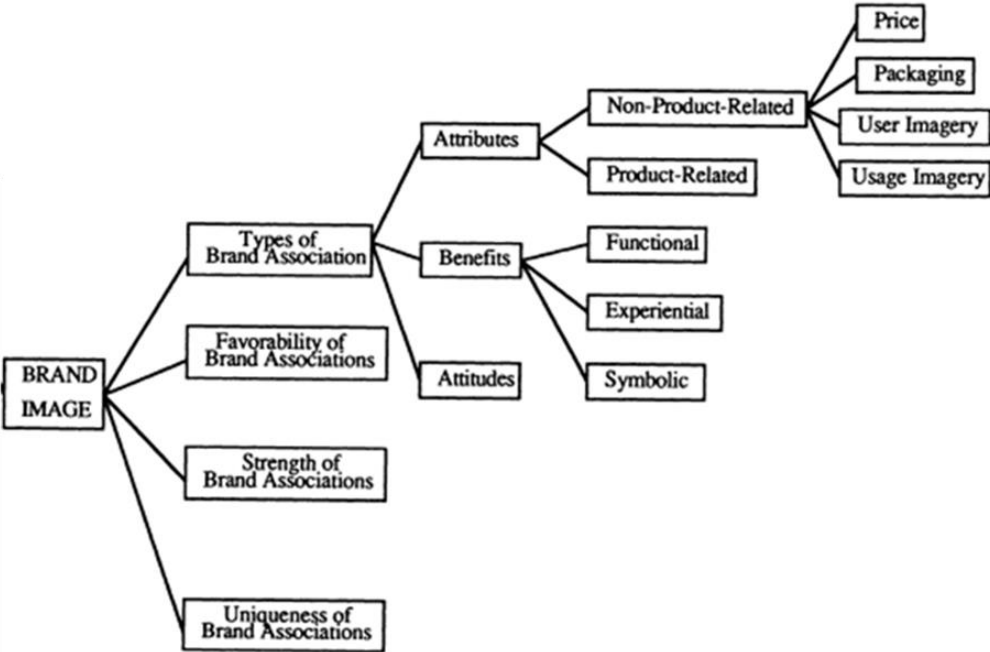 Price
Packaging
Non-Product-Related
User Imagery
Attributes
Product-Related
Usage Imagery
Types of
Brand Association
Functional
Benefits
Experiential
Favorability of
Brand Associations
BRAND
IMAGE
Attitudes
Symbolic
Strength of
Brand Associations
Uniqueness of
Brand Associations